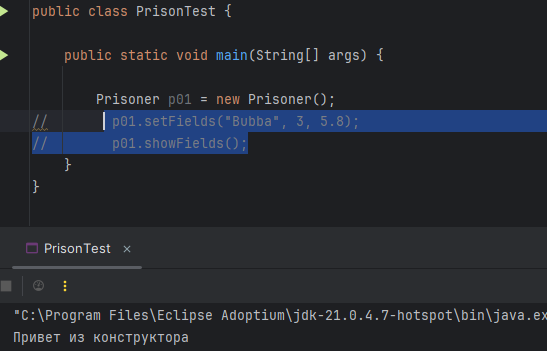 public class PrisonTest {
public static void main(String[] args) {
Prisoner p01 = new Prisoner();
// p01.setFields("Bubba", 3, 5.8);
// p01.showFields();
}
}
PrisonTest ×
"C:\Program Files\Eclipse Adoptium\jdk-21.0.4.7-hotspot\bin\java.ex
Привет из конструктора